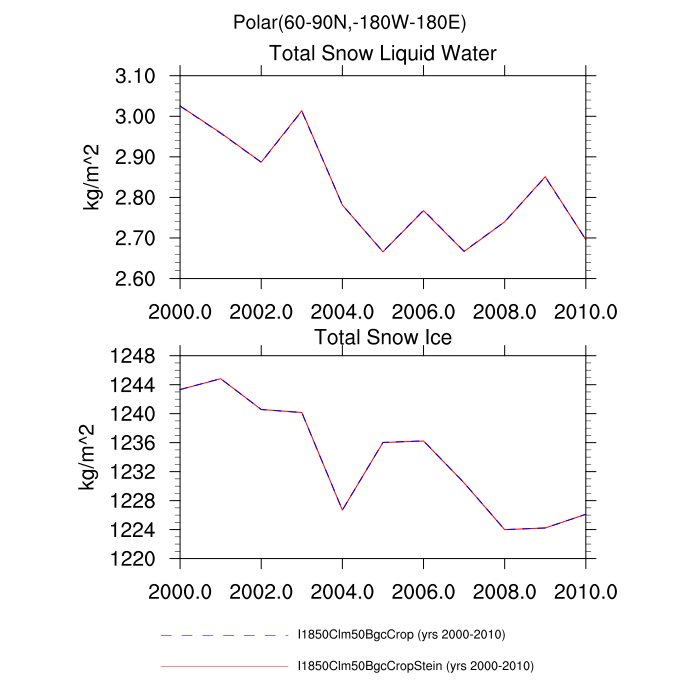 Polar(60-90N,-180W-180E)
Total Snow Liquid Water
3.10
3.00
2.90
2.80
2.70
2.60
kg/m^2
2000.0 2002.0 2004.0 2006.0 2008.0 2010.0
Total Snow Ice
1248
1244
1240
1236
1232
1228
1224
1220
kg/m^2
2000.0 2002.0 2004.0 2006.0 2008.0 2010.0
I1850Clm50BgcCrop (yrs 2000-2010)
I1850Clm50BgcCropStein (yrs 2000-2010)